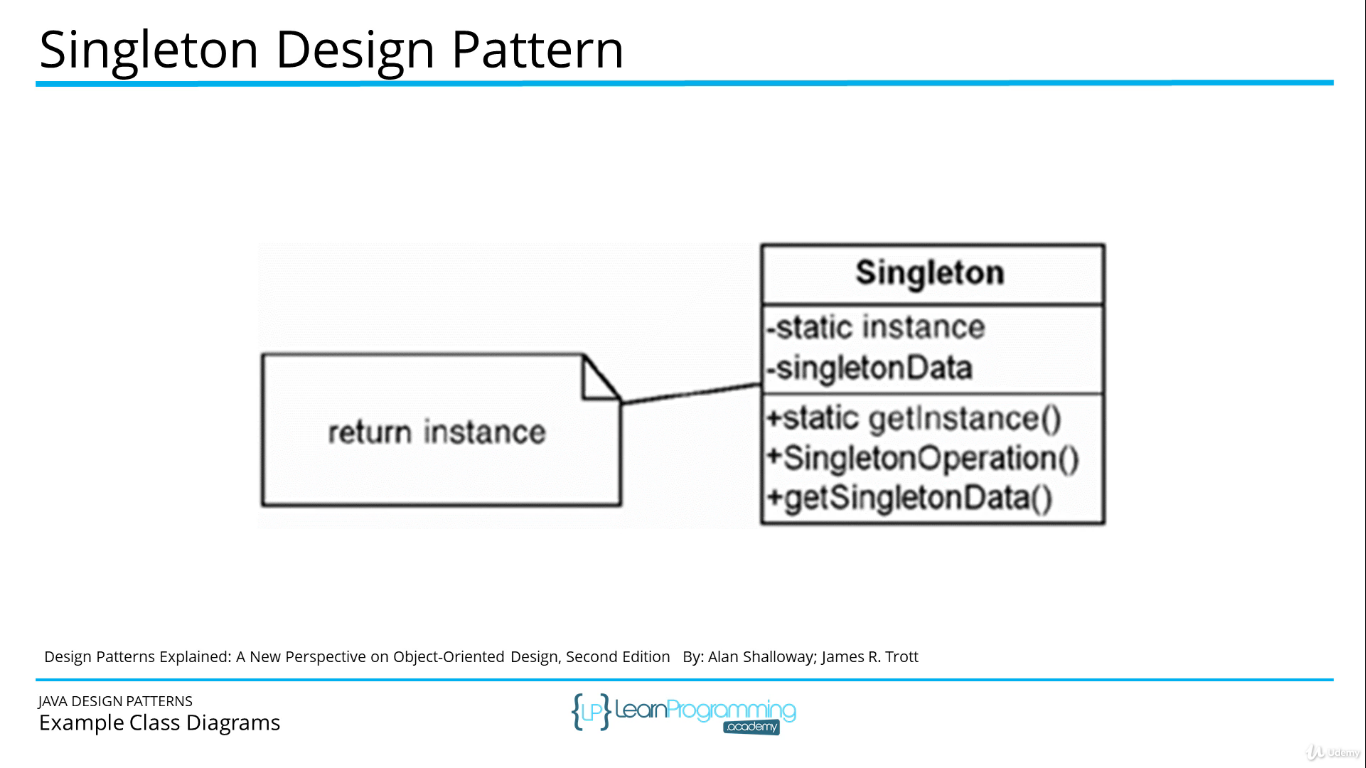 Singleton Design Pattern
Singleton
-static instance
-singletonData
return instance
+static getInstance()
+SingletonOperation()
+getSingletonData()
Design Patterns Explained: A New Perspective on Object-Oriented Design, Second Edition   By: Alan Shalloway; James R. Trott
JAVA DESIGN PATTERNS
Example Class Diagrams
{LP} LearnProgramming
.academy
Udemy